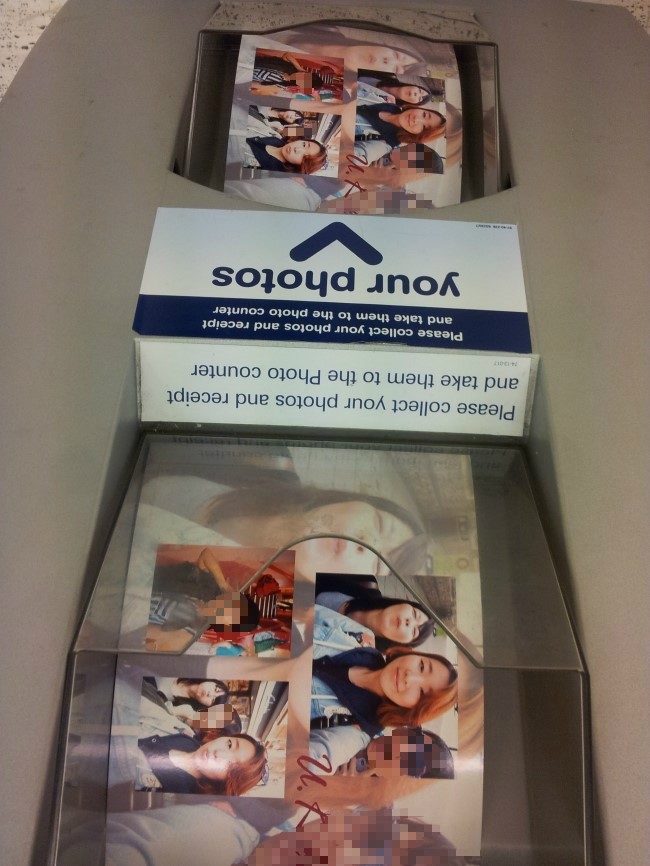 Please collect your photos and receipt
and take them to the Photo counter
Please collect your photos and receipt
and take them to the photo counter
your photos